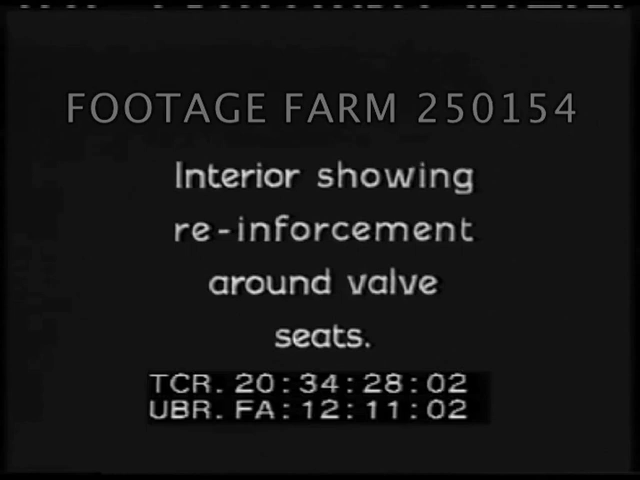 FOOTAGE FARM 250154
Interior showing
re-inforcement
around valve
seats.
TCR. 20:34:28:02
UBR. FA:12:11:02